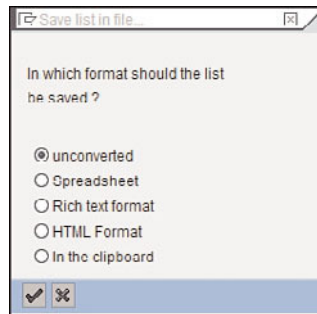 Save list in file...
In which format should the list
be saved ?
unconverted
Spreadsheet
Rich text format
HTML Format
In the clipboard